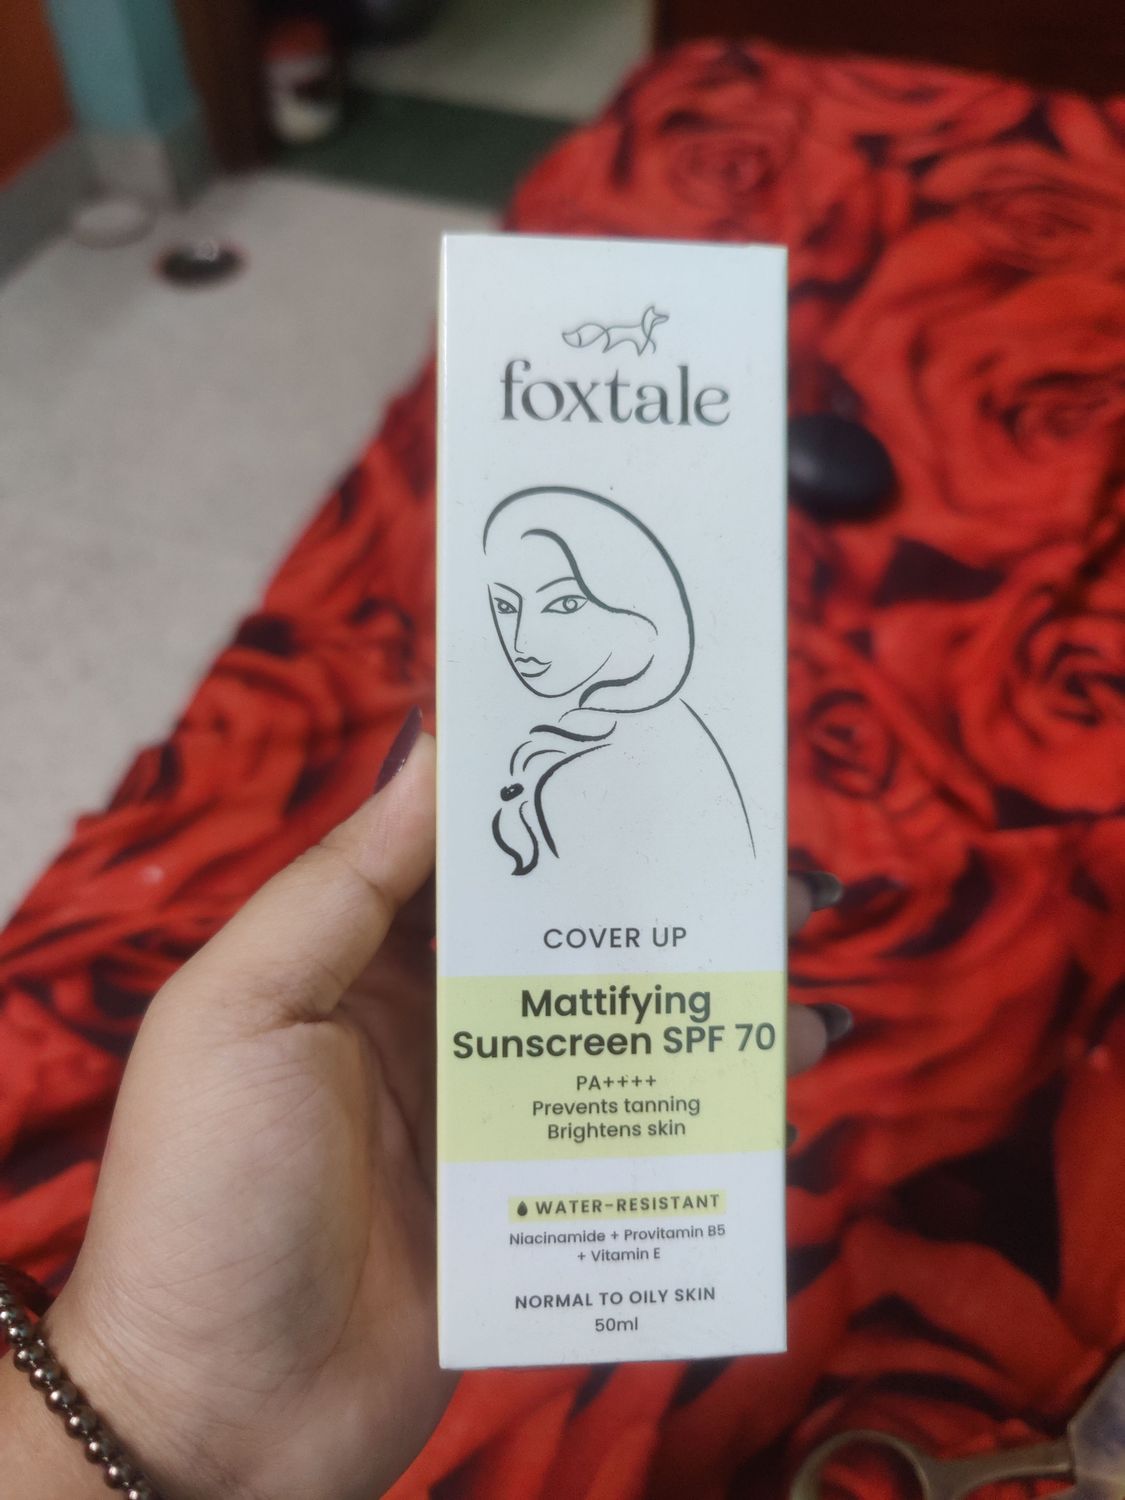 foxtale
COVER UP
Mattifying
Sunscreen SPF 70
PA++++
Prevents tanning
Brightens skin
WATER-RESISTANT
Niacinamide + Provitamin B5
+ Vitamin E
NORMAL TO OILY SKIN
50ml